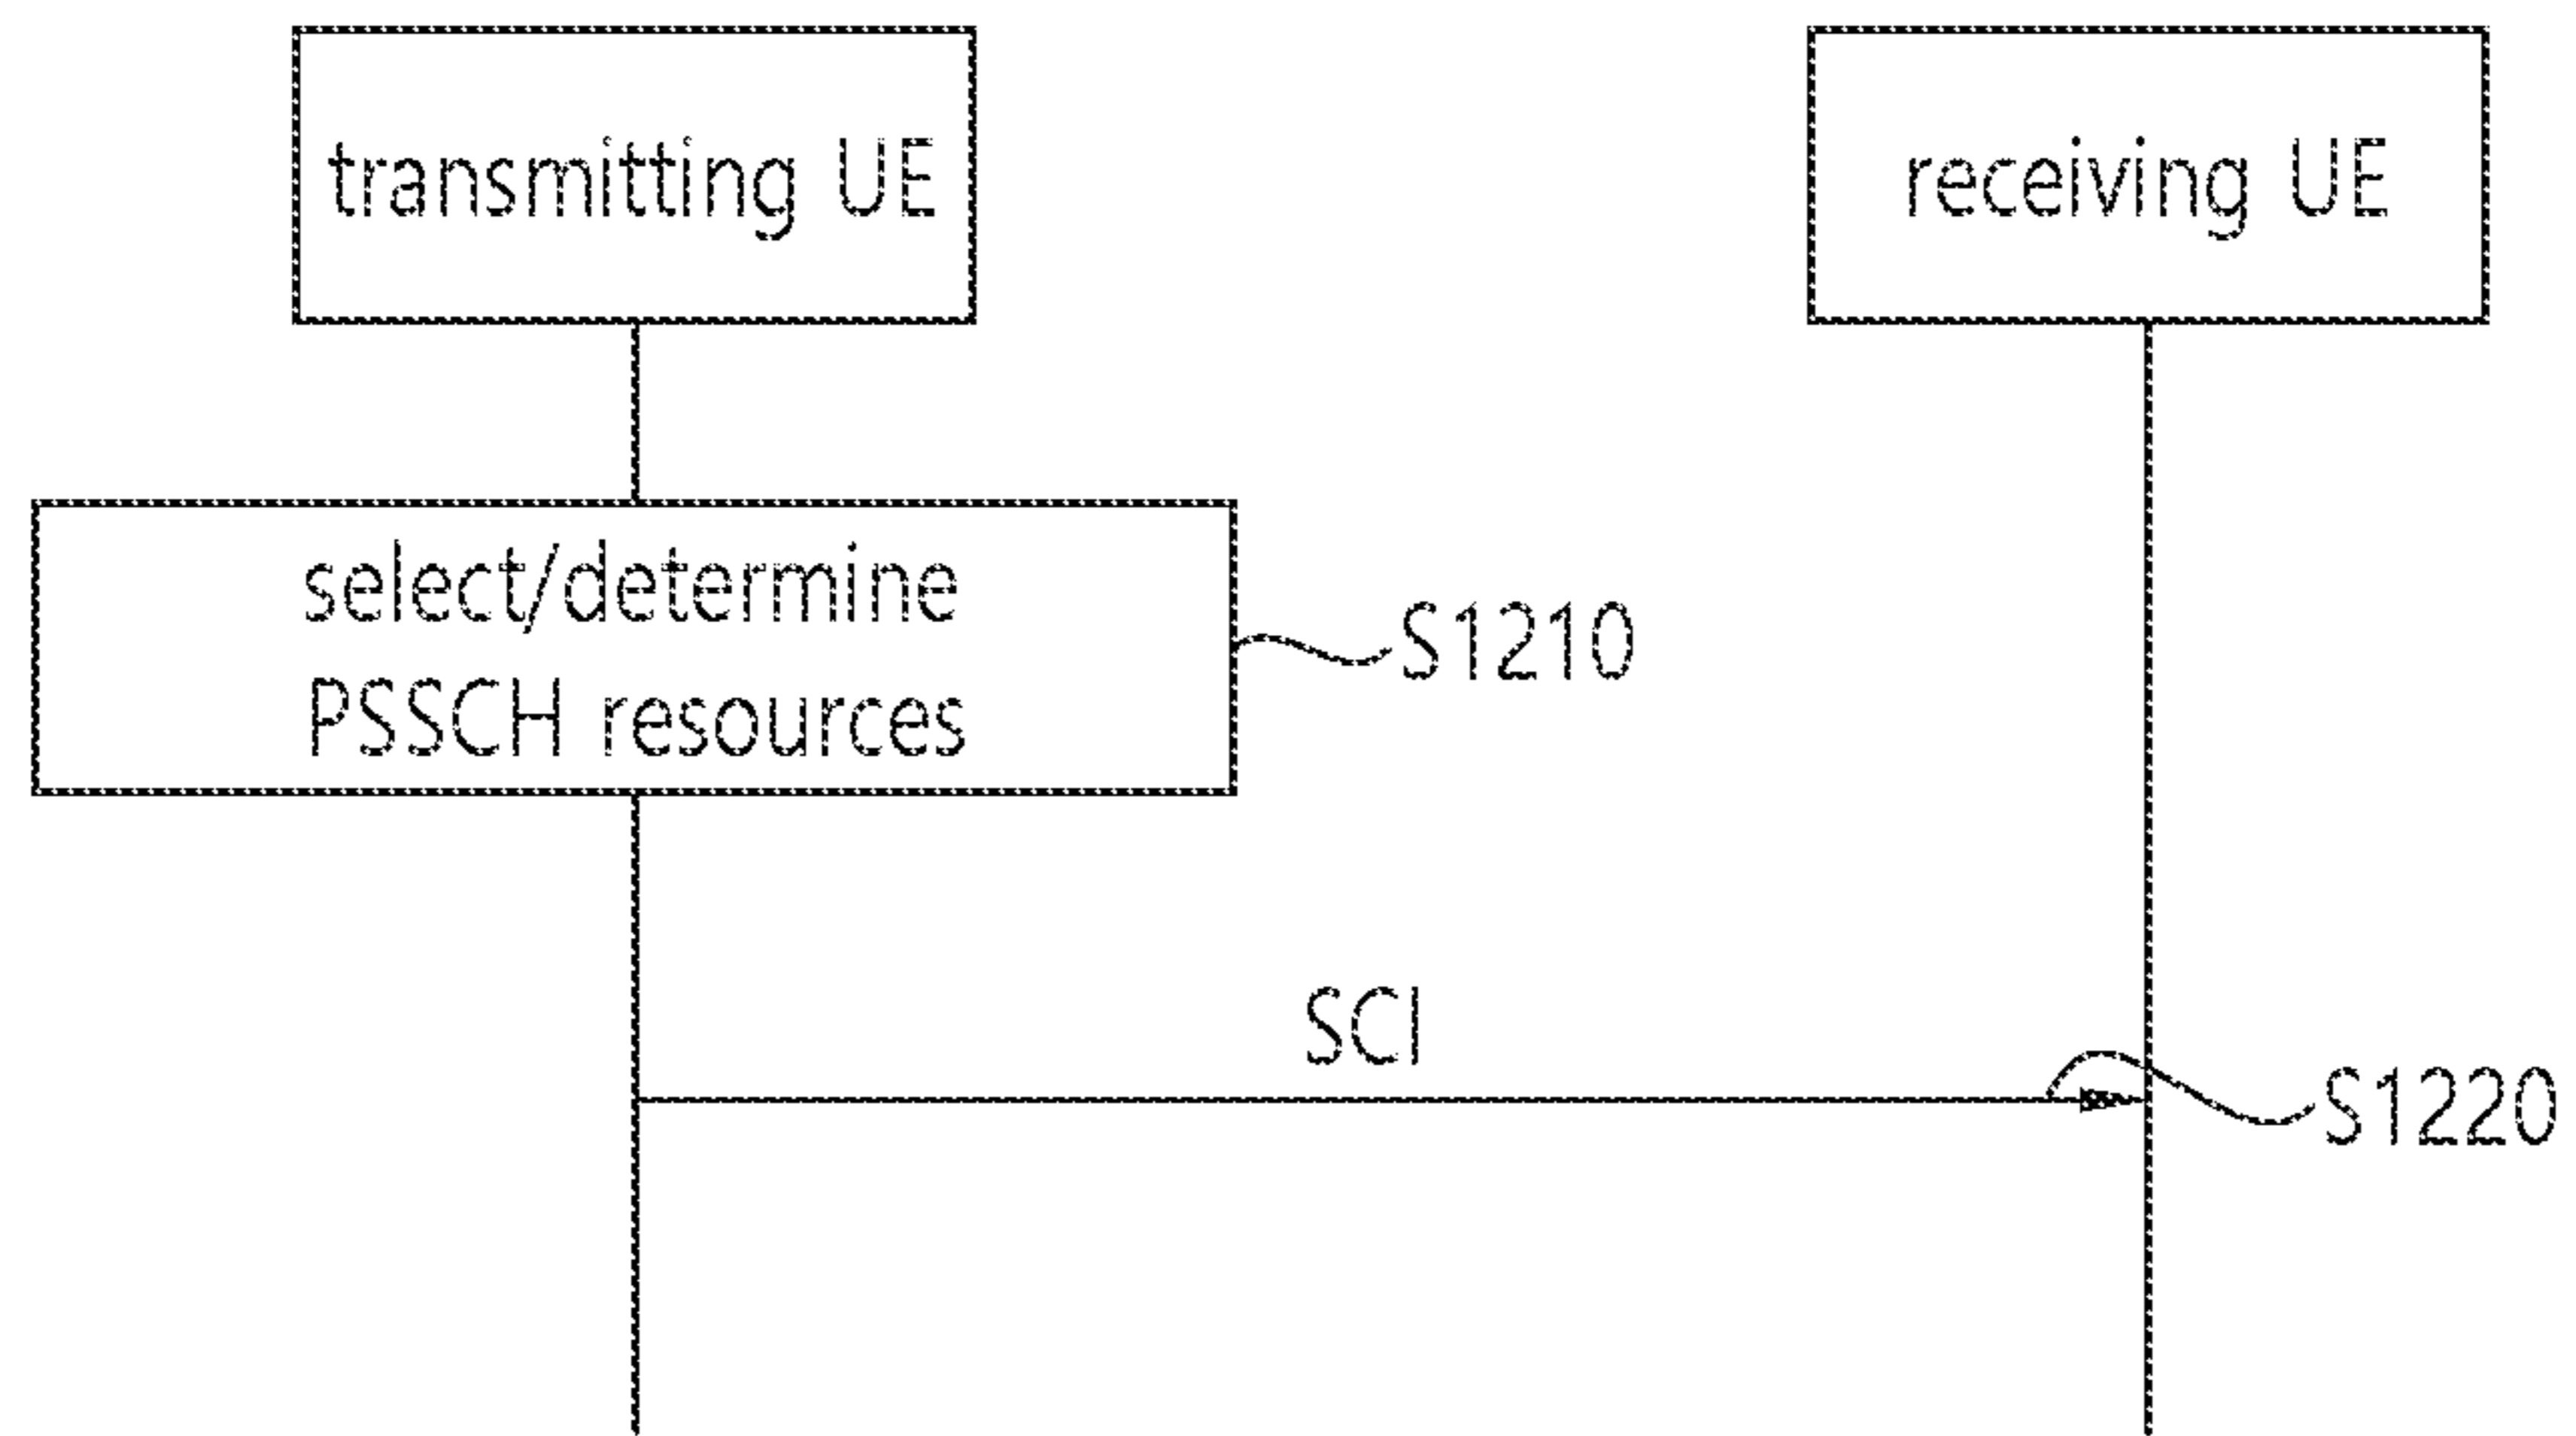 transmitting UE
receiving UE
select/determine
PSSCH resources
S1210
SCI
S1220